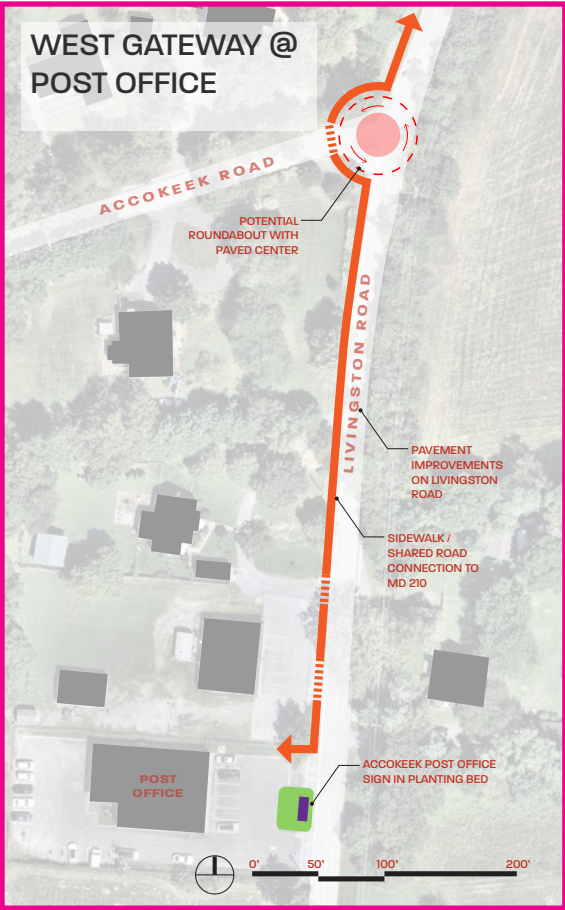 WEST GATEWAY @
POST OFFICE
ACCOKEEK ROAD
POTENTIAL
ROUNDABOUT WITH
PAVED CENTER
LIVINGSTON ROAD
PAVEMENT
IMPROVEMENTS
ON LIVINGSTON
ROAD
SIDEWALK /
SHARED ROAD
CONNECTION TO
MD 210
ACCOKEEK POST OFFICE
SIGN IN PLANTING BED
POST
OFFICE
0' 50' 100' 200'